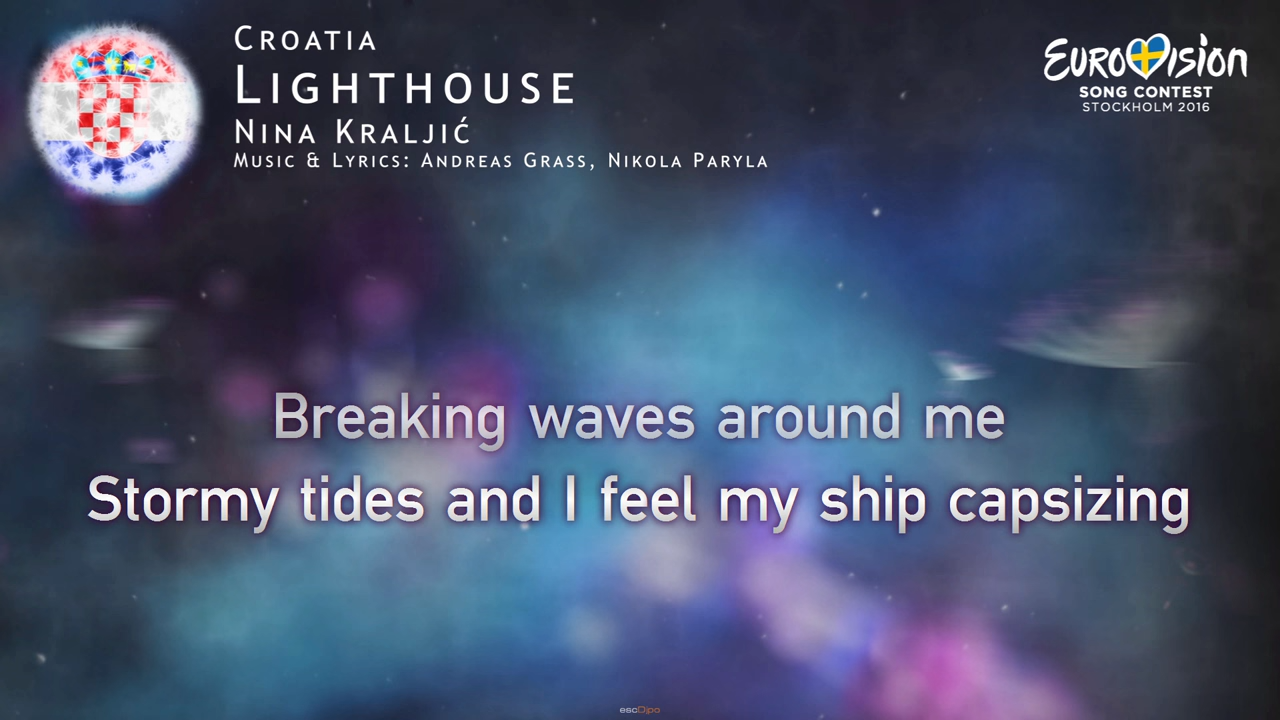 Croatia
Lighthouse
Nina Kraljić
Music & Lyrics: Andreas Grass, Nikola Paryla
EUROVISION
SONG CONTEST
STOCKHOLM 2016
Breaking waves around me
Stormy tides and I feel my ship capsizing
escDipo